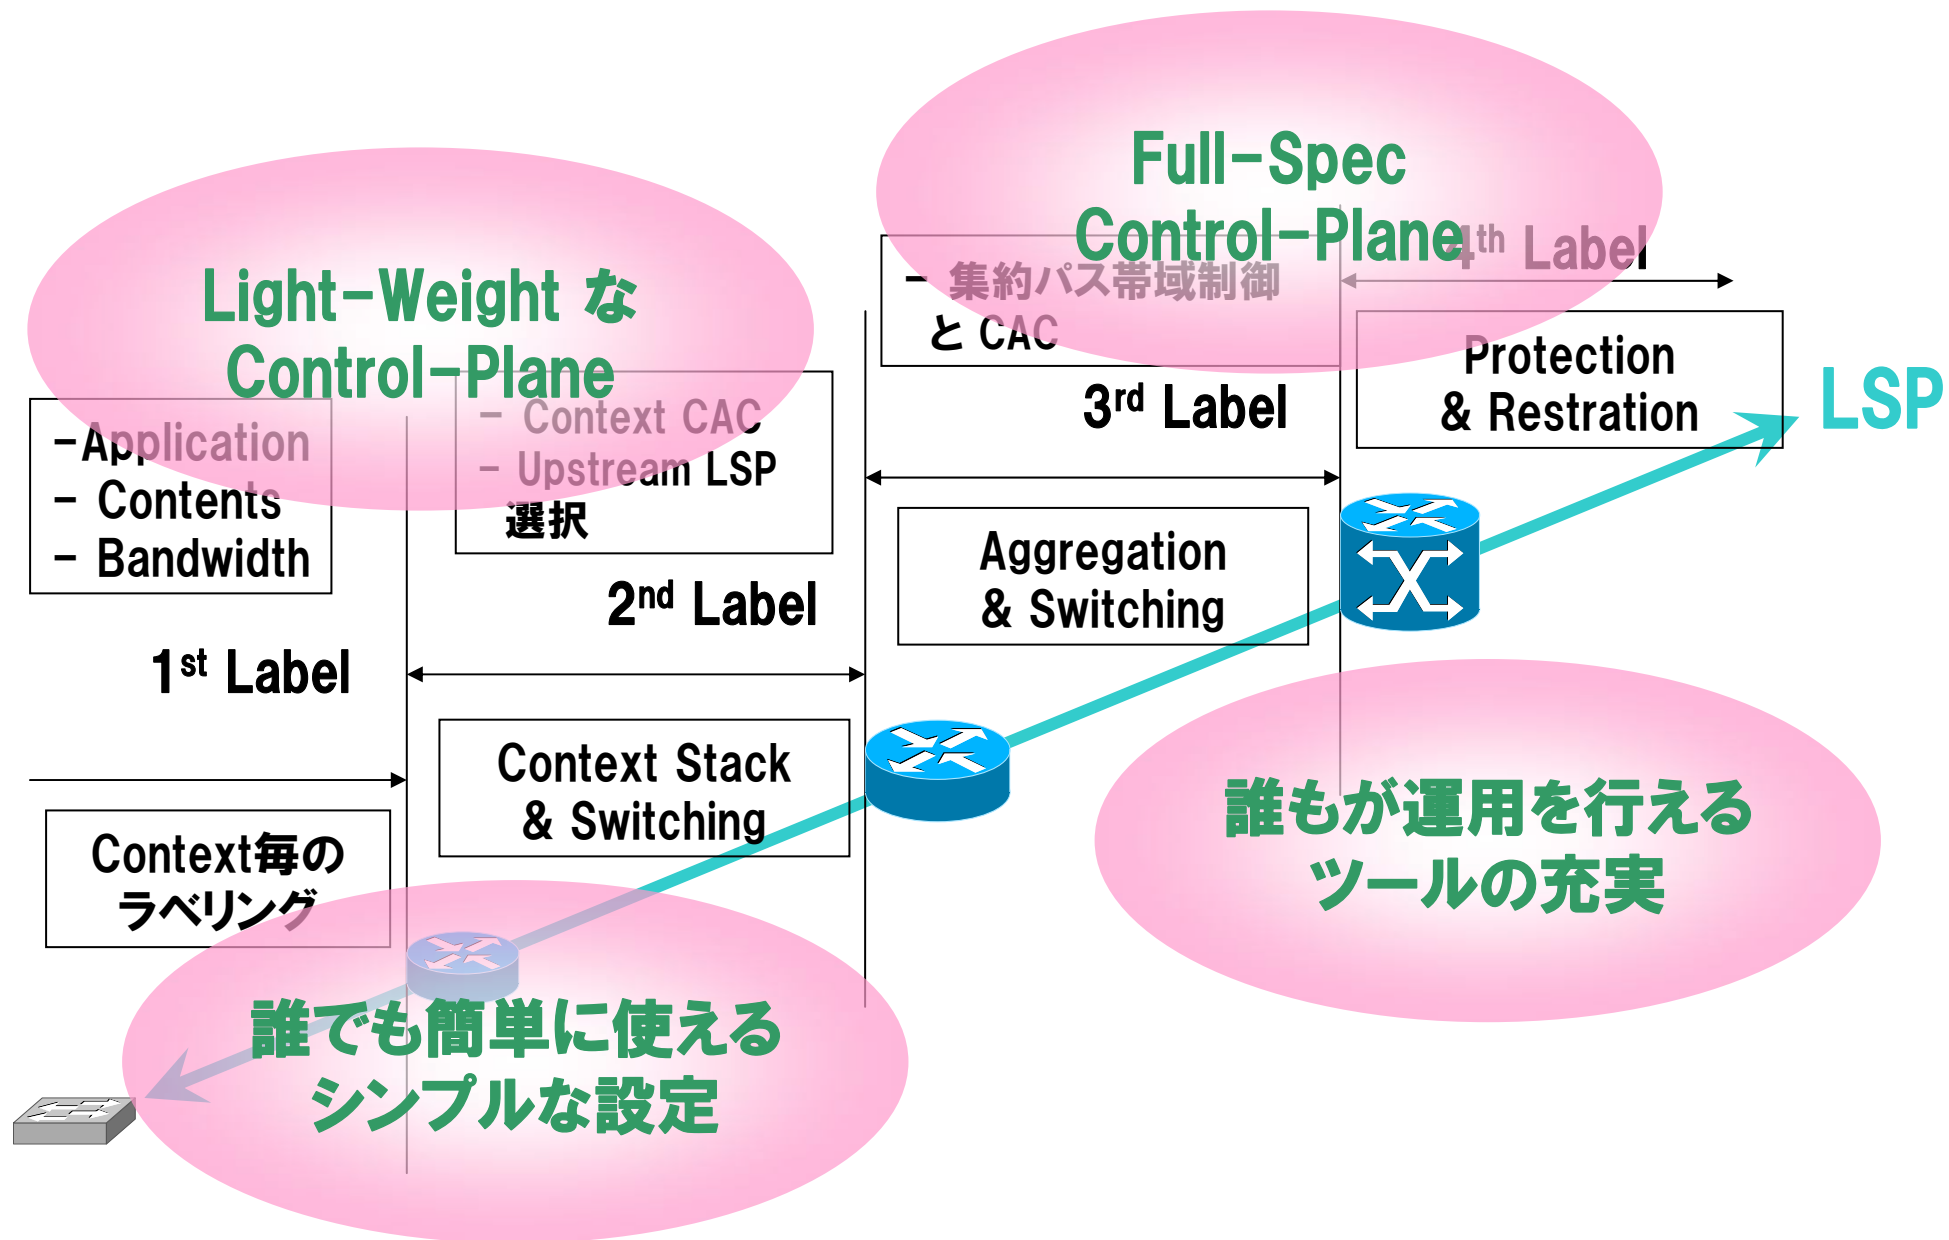 Full-Spec
Control-Plane
Light-Weight な
Control-Plane
4th Label
- 集約パス帯域制御
と CAC
Protection
& Restration
LSP
3rd Label
- Context CAC
- Upstream LSP
選択
-Application
- Contents
- Bandwidth
Aggregation
& Switching
2nd Label
1st Label
Context Stack
& Switching
Context毎の
ラベリング
誰もが運用を行える
ツールの充実
誰でも簡単に使える
シンプルな設定